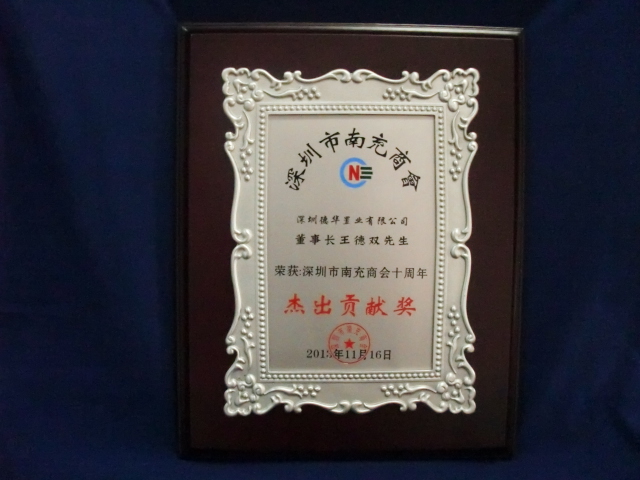 深圳市南充商會
CNE
深圳德华置业有限公司
董事长王德双先生
荣获:深圳市南充商会十周年
杰出贡献奖
年11月16日